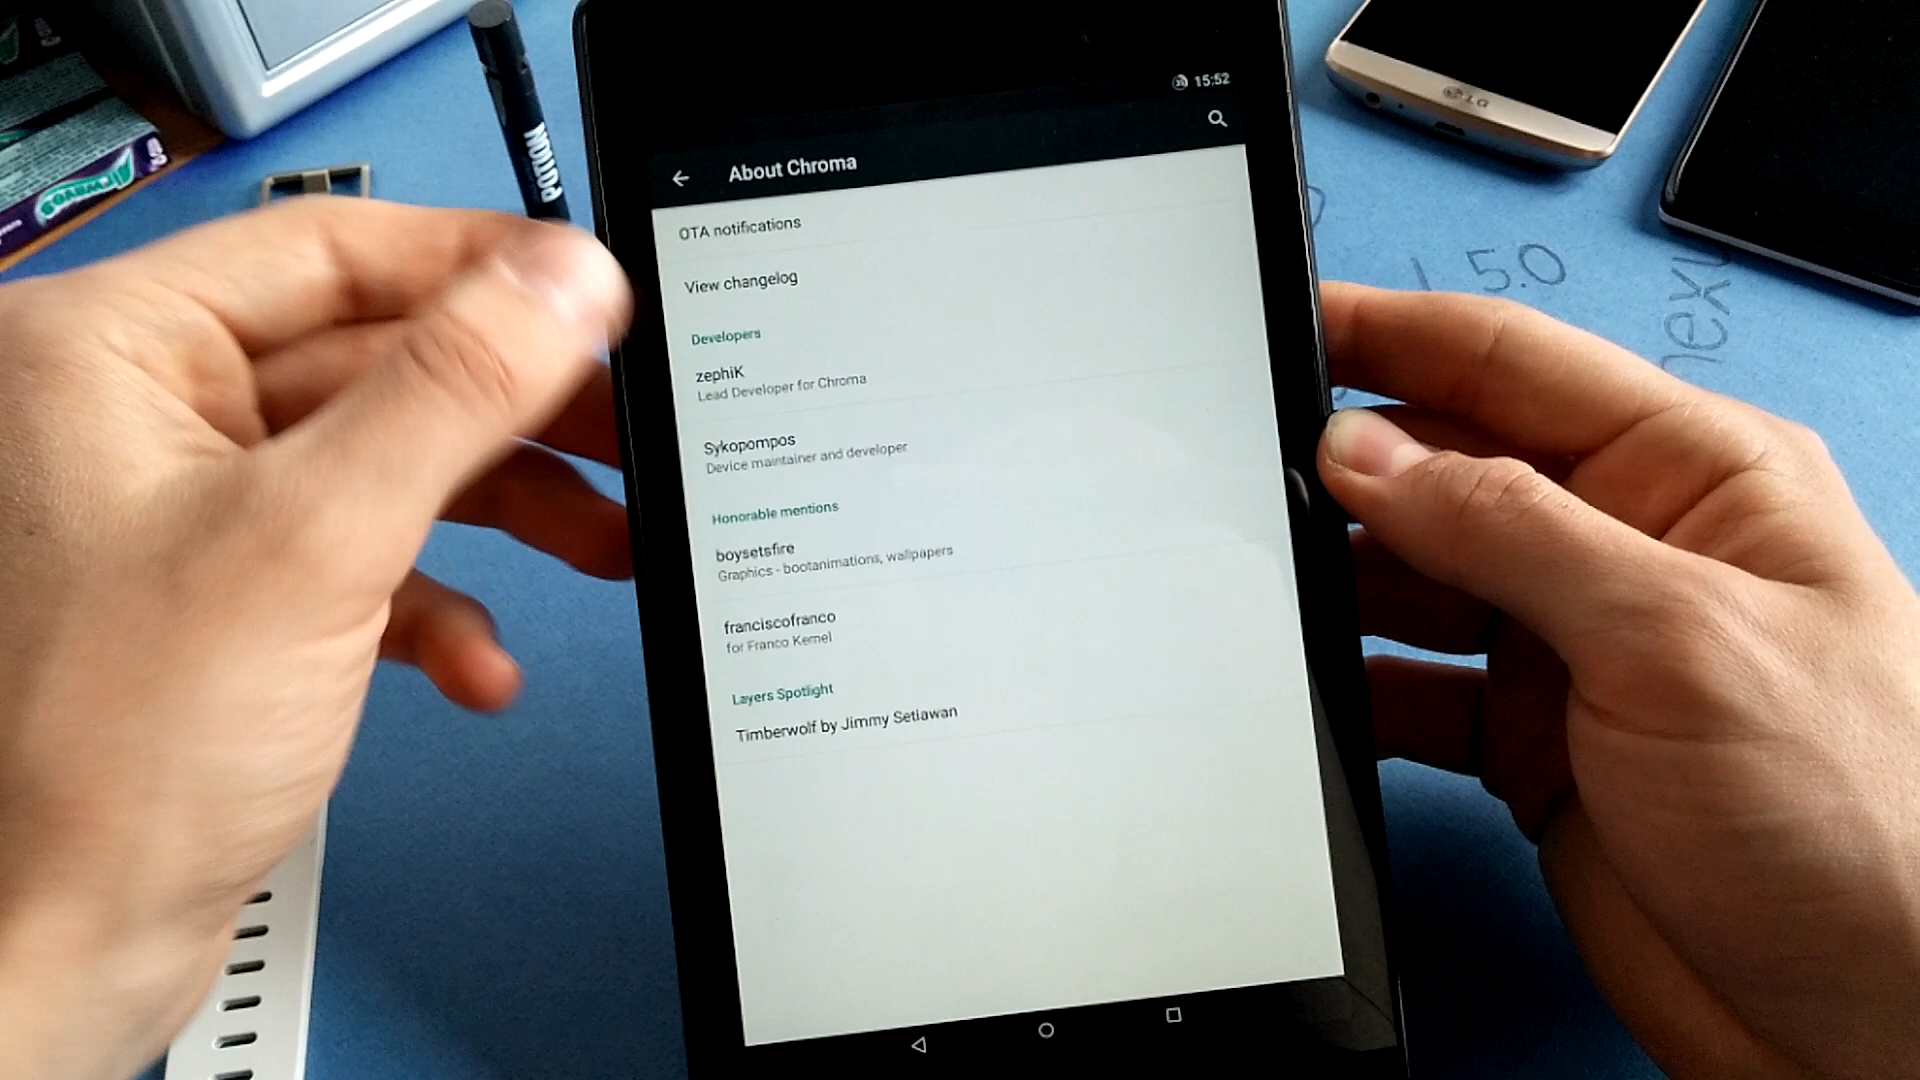 15:52
About Chroma
OTA notifications
View changelog
Developers
zephiK
Lead Developer for Chroma
Sykopompos
Device maintainer and developer
Honorable mentions
boysetsfire
Graphics - bootanimations, wallpapers
franciscofranco
for Franco Kernel
Layers Spotlight
Timberwolf by Jimmy Setiawan
LG
Airwaves
5.0
nexu